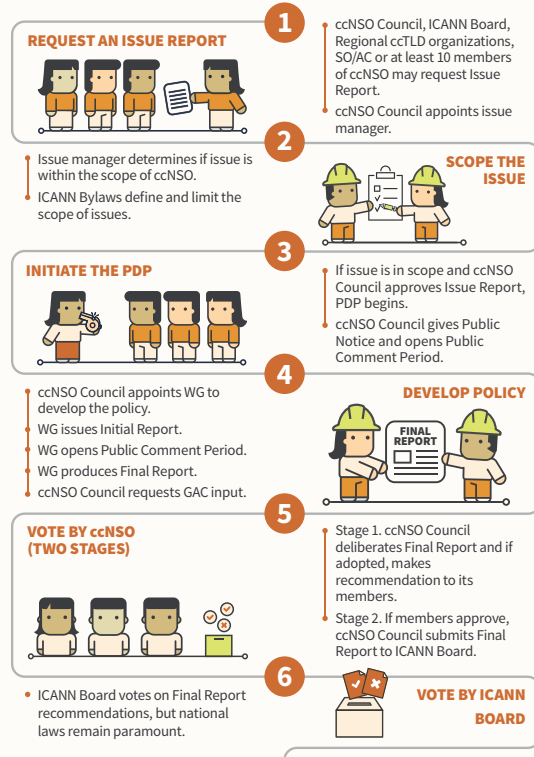 1
REQUEST AN ISSUE REPORT
ccNSO Council, ICANN Board,
Regional ccTLD organizations,
SO/AC or at least 10 members
of ccNSO may request Issue
Report.
ccNSO Council appoints issue
manager.
2
SCOPE THE
ISSUE
Issue manager determines if issue is
within the scope of ccNSO.
ICANN Bylaws define and limit the
scope of issues.
3
INITIATE THE PDP
If issue is in scope and ccNSO
Council approves Issue Report,
PDP begins.
ccNSO Council gives Public
Notice and opens Public
Comment Period.
4
DEVELOP POLICY
ccNSO Council appoints WG to
develop the policy.
WG issues Initial Report.
WG opens Public Comment Period.
WG produces Final Report.
ccNSO Council requests GAC input.
FINAL
REPORT
5
VOTE BY ccNSO
(TWO STAGES)
Stage 1. ccNSO Council
deliberates Final Report and if
adopted, makes
recommendation to its
members.
Stage 2. If members approve,
ccNSO Council submits Final
Report to ICANN Board.
6
VOTE BY ICANN
BOARD
ICANN Board votes on Final Report
recommendations, but national
laws remain paramount.